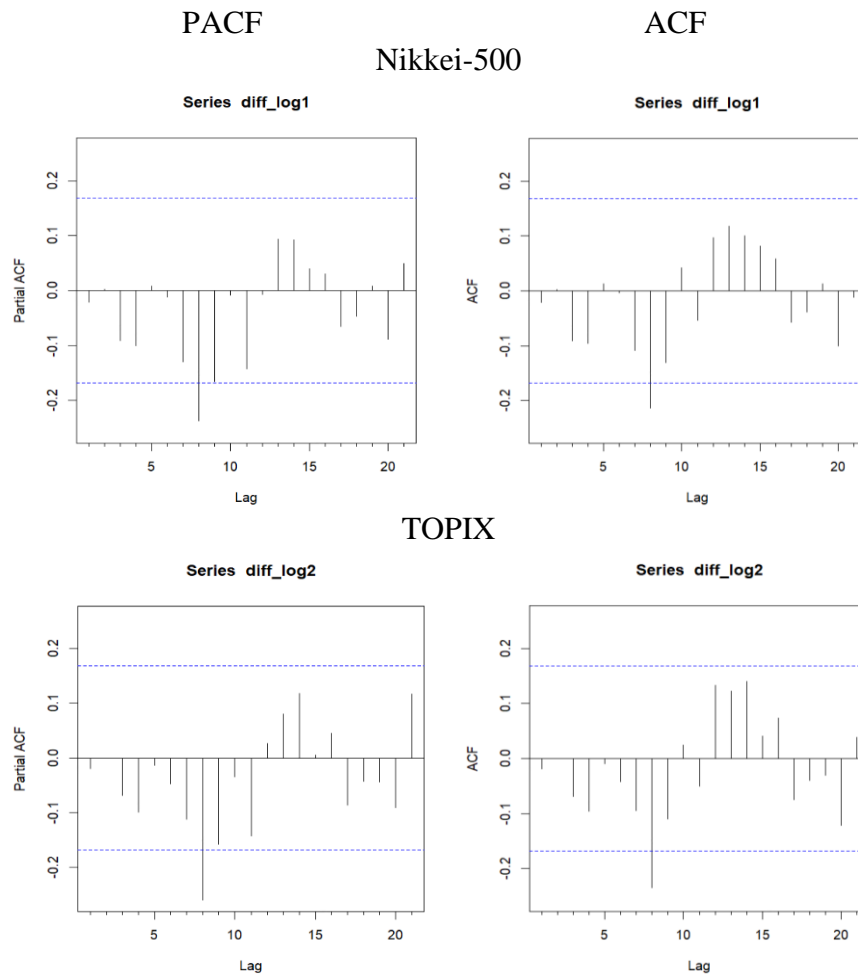 PACF ACF
Nikkei-500
Series diff_log1
Partial ACF
0.2
0.1
0.0
-0.1
-0.2
5 10 15 20
Lag
Series diff_log1
ACF
0.2
0.1
0.0
-0.1
-0.2
5 10 15 20
Lag
TOPIX
Series diff_log2
Partial ACF
0.2
0.1
0.0
-0.1
-0.2
5 10 15 20
Lag
Series diff_log2
ACF
0.2
0.1
0.0
-0.1
-0.2
5 10 15 20
Lag